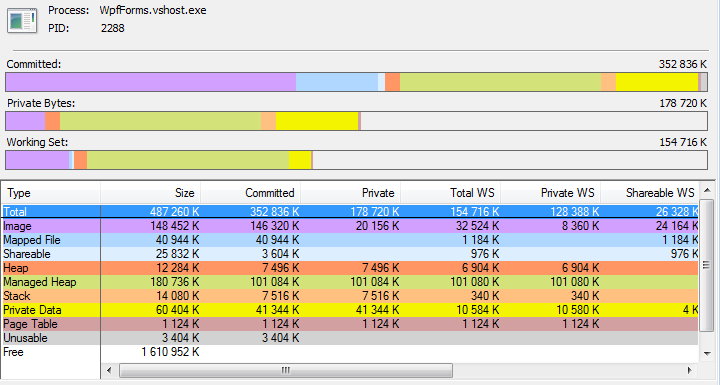 Process: WpfForms.vshost.exe
PID: 2288
Committed: 352 836 K
Private Bytes: 178 720 K
Working Set: 154 716 K
Type Size Committed Private Total WS Private WS Shareable WS
Total 487 260 K 352 836 K 178 720 K 154 716 K 128 388 K 26 328 K
Image 148 452 K 146 320 K 20 156 K 32 524 K 8 360 K 24 164 K
Mapped File 40 944 K 40 944 K 1 184 K 1 184 K
Shareable 25 832 K 3 604 K 976 K 976 K
Heap 12 284 K 7 496 K 7 496 K 6 904 K 6 904 K
Managed Heap 180 736 K 101 084 K 101 084 K 101 080 K 101 080 K
Stack 14 080 K 7 516 K 7 516 K 340 K 340 K
Private Data 60 404 K 41 344 K 41 344 K 10 584 K 10 580 K 4 K
Page Table 1 124 K 1 124 K 1 124 K 1 124 K 1 124 K
Unusable 3 404 K 3 404 K
Free 1 610 952 K